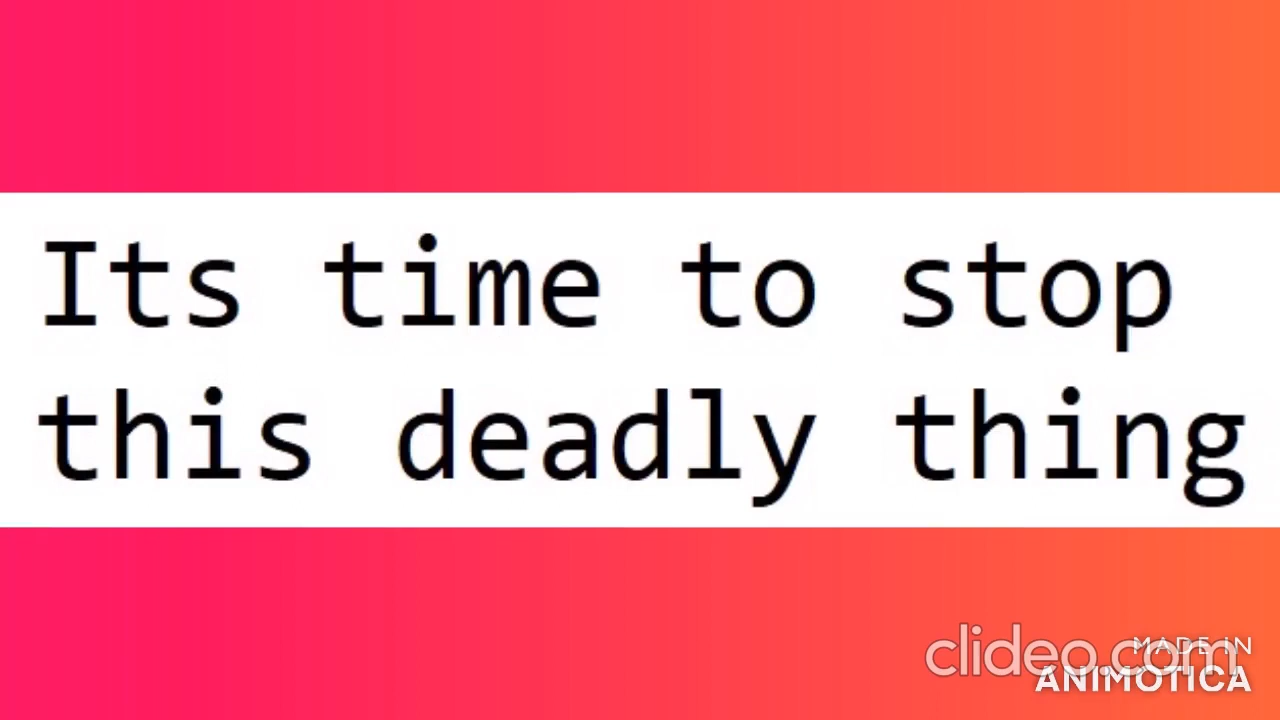 Its time to stop
this deadly thing
clideo.com
MADE IN
ANIMOTICA